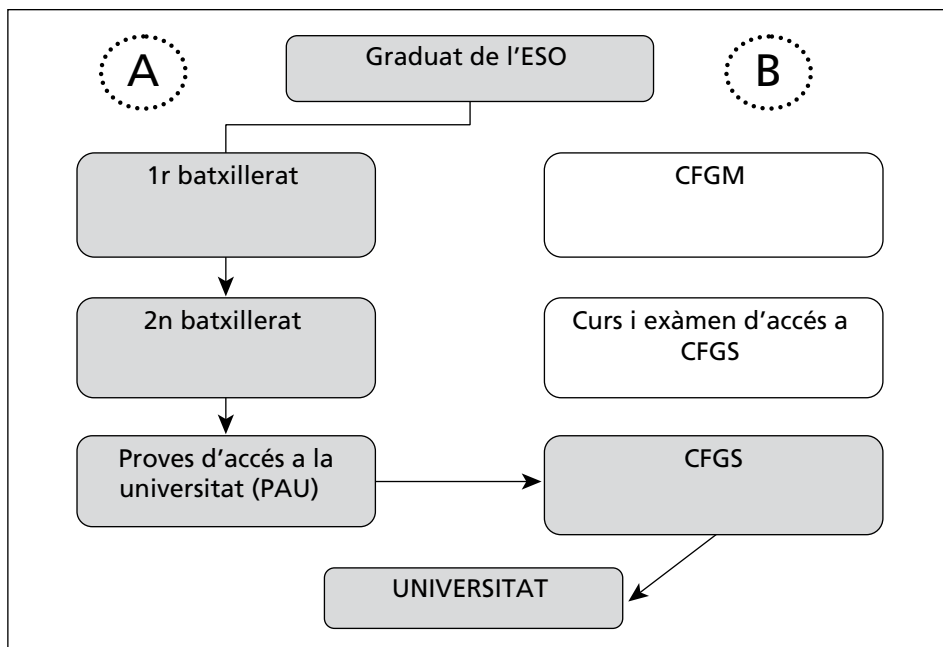 A
Graduat de l’ESO
B
1r batxillerat
CFGM
2n batxillerat
Curs i exàmen d’accés a
CFGS
Proves d’accés a la
universitat (PAU)
CFGS
UNIVERSITAT